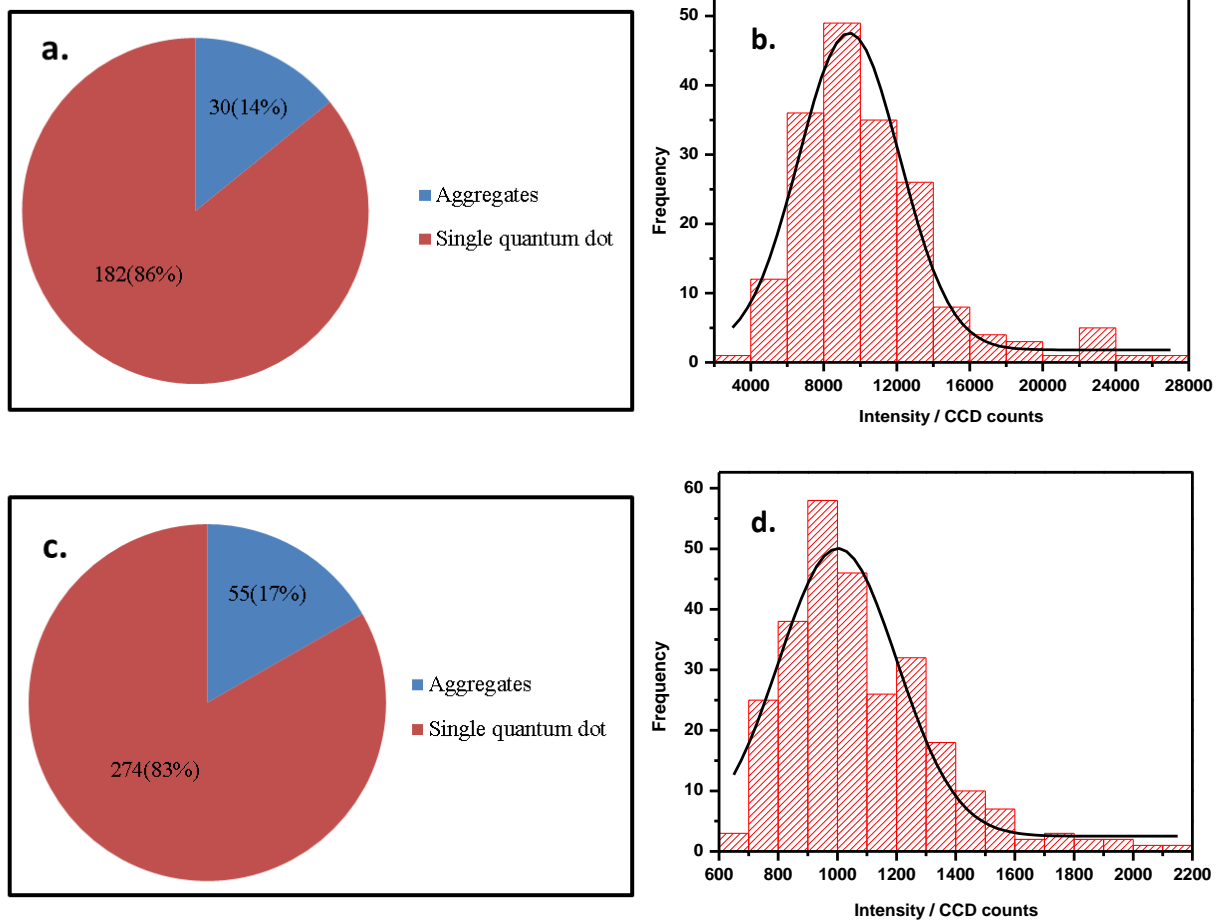 a.
30(14%)
182(86%)
Aggregates
Single quantum dot
b.
Frequency
50
40
30
20
10
0
4000 8000 12000 16000 20000 24000 28000
Intensity / CCD counts
c.
55(17%)
274(83%)
Aggregates
Single quantum dot
d.
Frequency
60
50
40
30
20
10
0
600 800 1000 1200 1400 1600 1800 2000 2200
Intensity / CCD counts